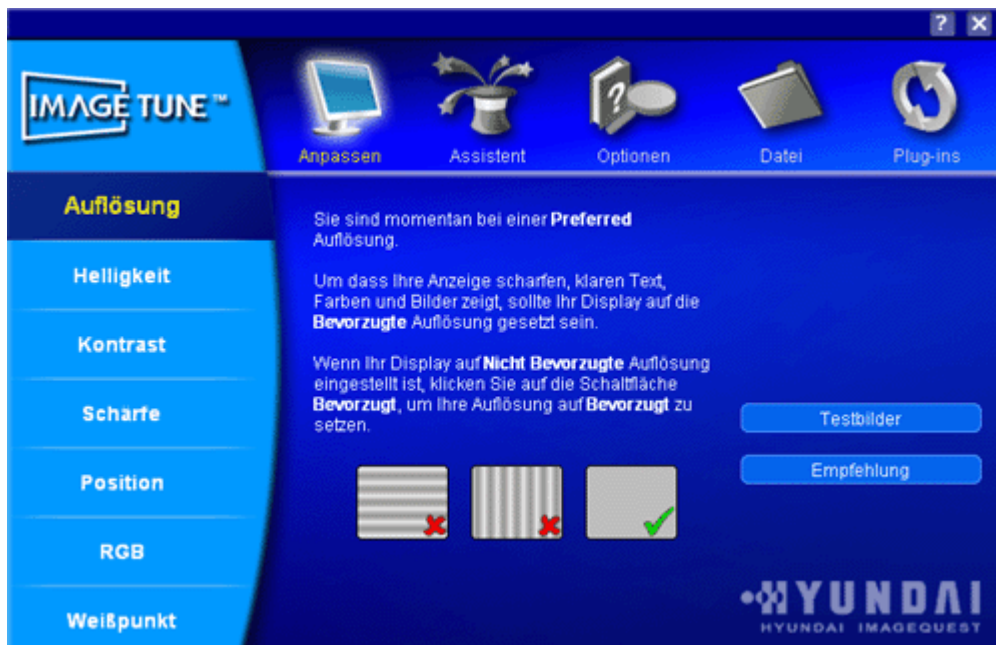 ? X
IMAGE TUNE™
Anpassen
Assistent
Optionen
Datei
Plug-ins
Auflösung
Helligkeit
Kontrast
Schärfe
Position
RGB
Weißpunkt
Sie sind momentan bei einer Preferred
Auflösung.
Um dass Ihre Anzeige scharfen, klaren Text,
Farben und Bilder zeigt, sollte Ihr Display auf die
Bevorzugte Auflösung gesetzt sein.
Wenn Ihr Display auf Nicht Bevorzugte Auflösung
eingestellt ist, klicken Sie auf die Schaltfläche
Bevorzugt, um Ihre Auflösung auf Bevorzugt zu
setzen.
Testbilder
Empfehlung
HYUNDAI
HYUNDAI IMAGEQUEST